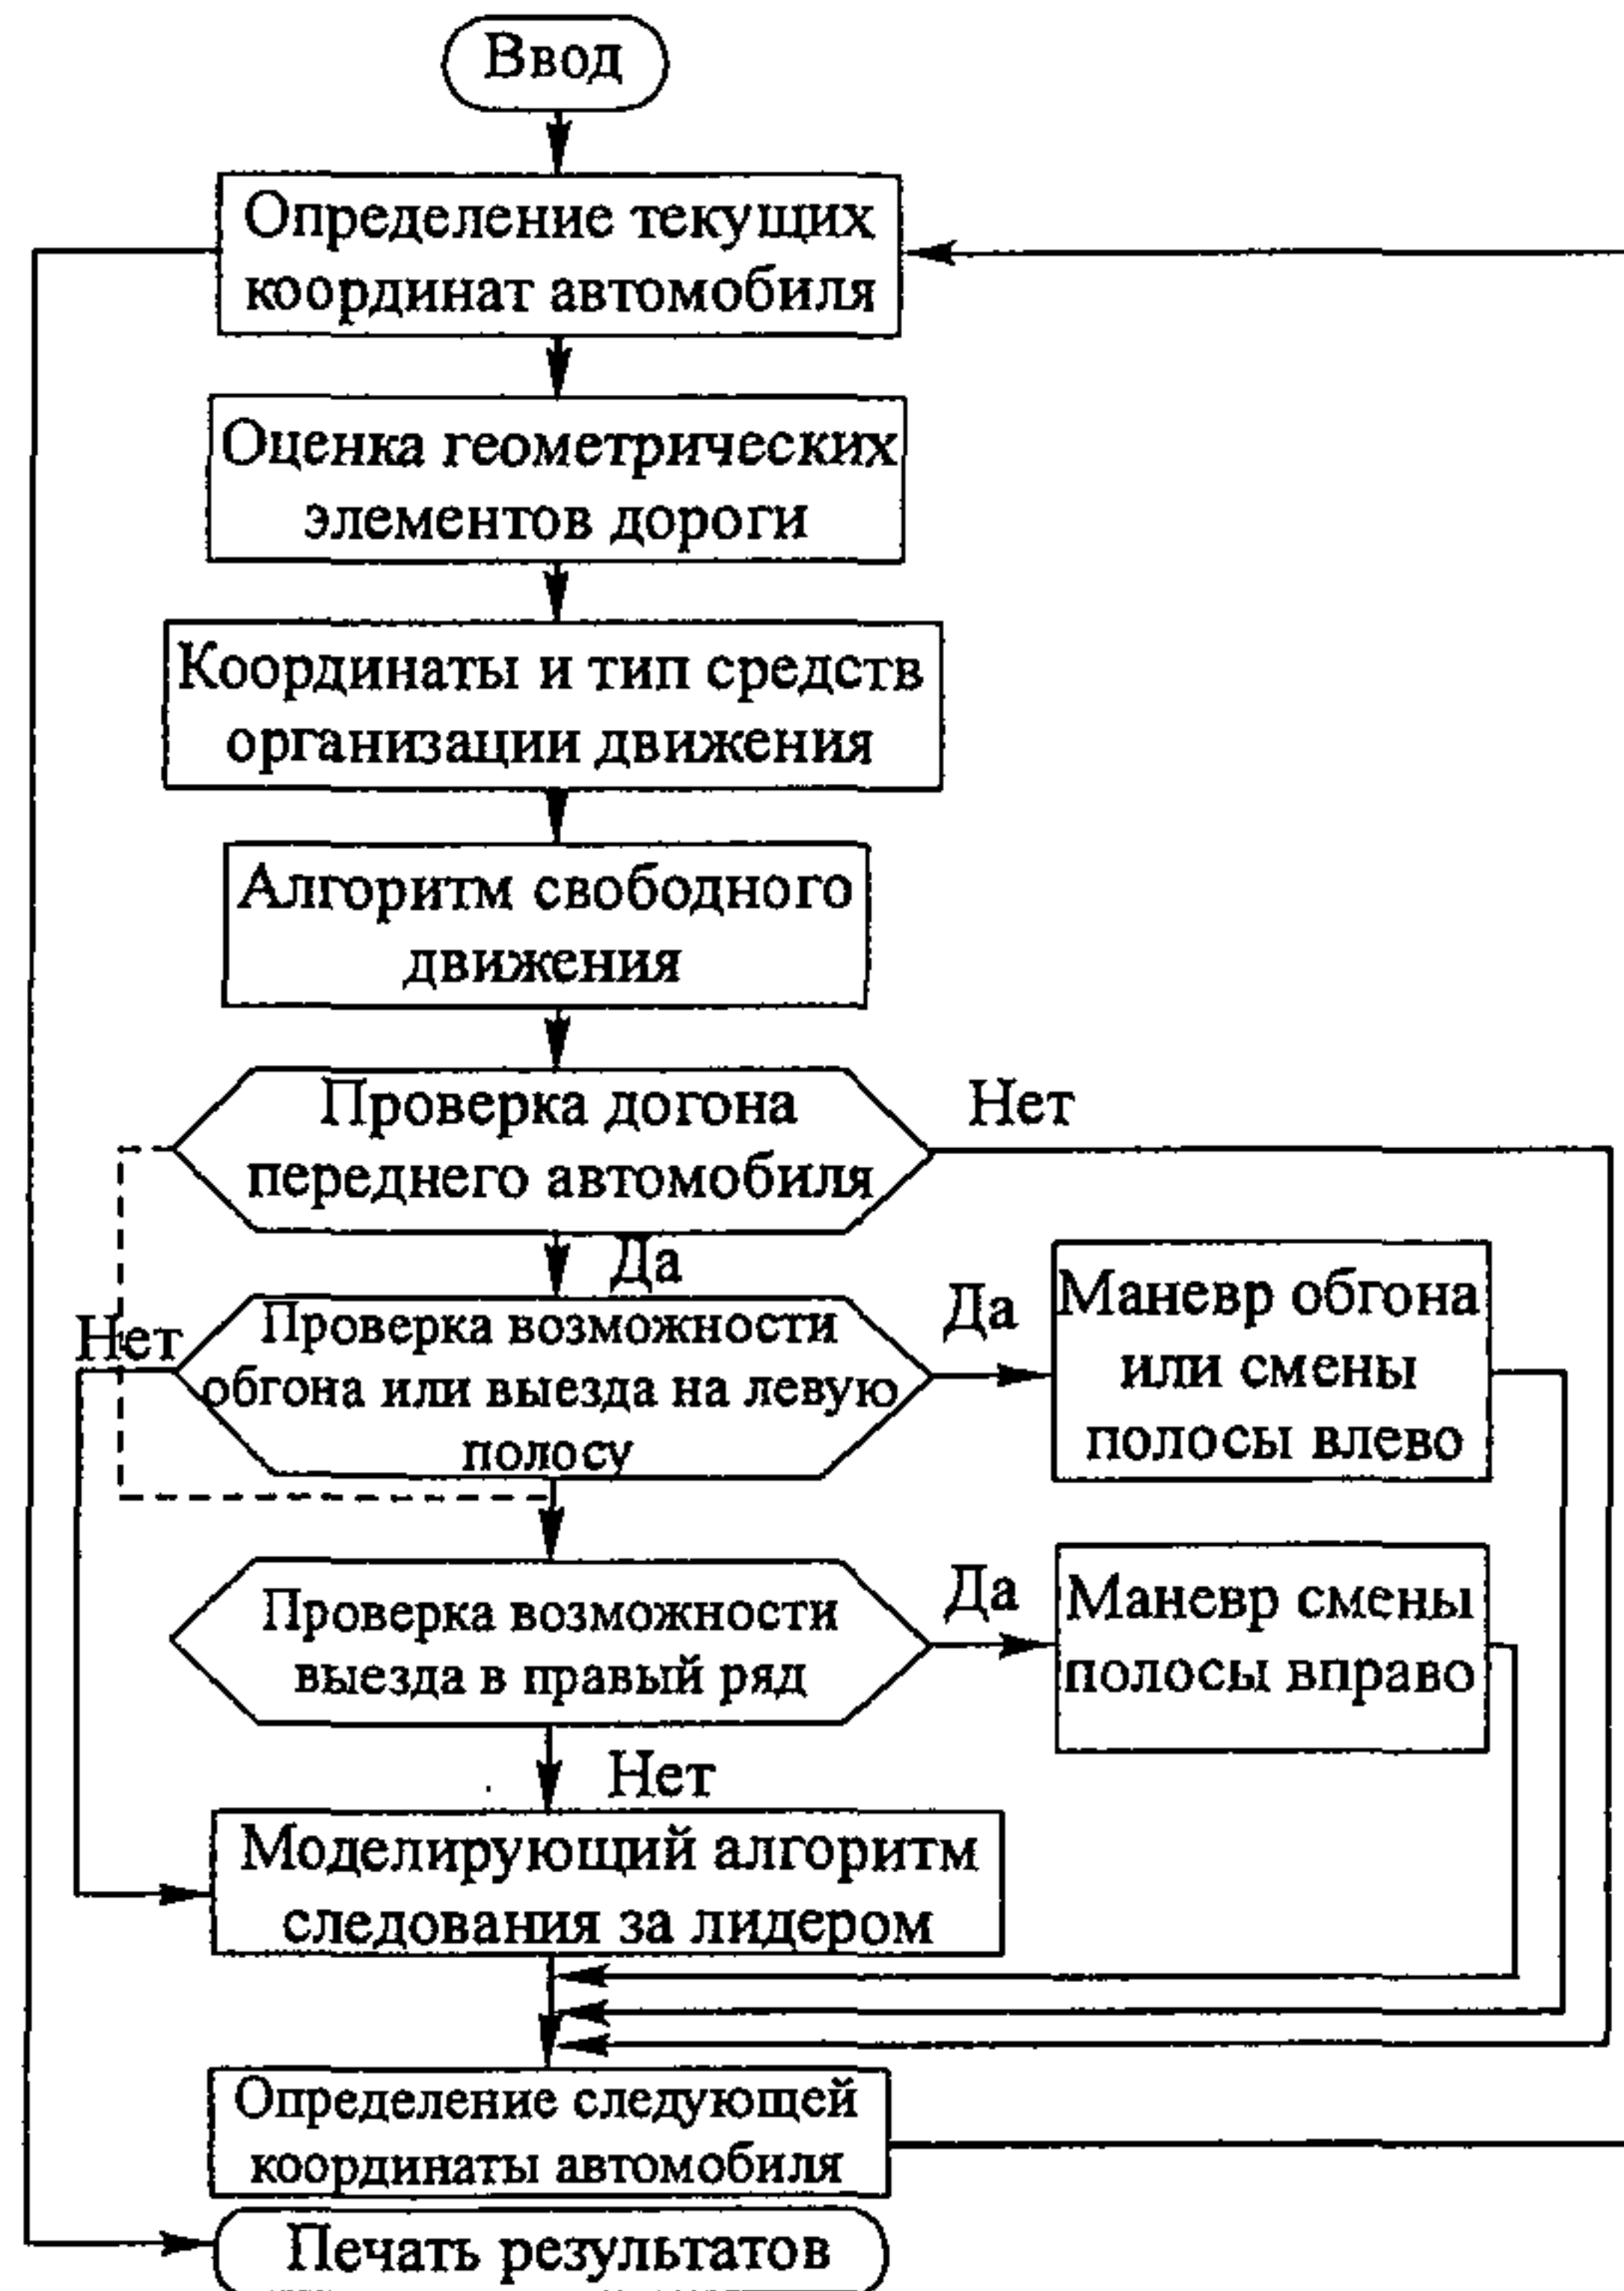 Ввод
Определение текущих
координат автомобиля
Оценка геометрических
элементов дороги
Координаты и тип средств
организации движения
Алгоритм свободного
движения
Проверка догона
переднего автомобиля
Нет
Да
Проверка возможности
обгона или выезда на левую
полосу
Нет
Да
Маневр обгона
или смены
полосы влево
Проверка возможности
выезда в правый ряд
Да
Маневр смены
полосы вправо
Нет
Моделирующий алгоритм
следования за лидером
Определение следующей
координаты автомобиля
Печать результатов